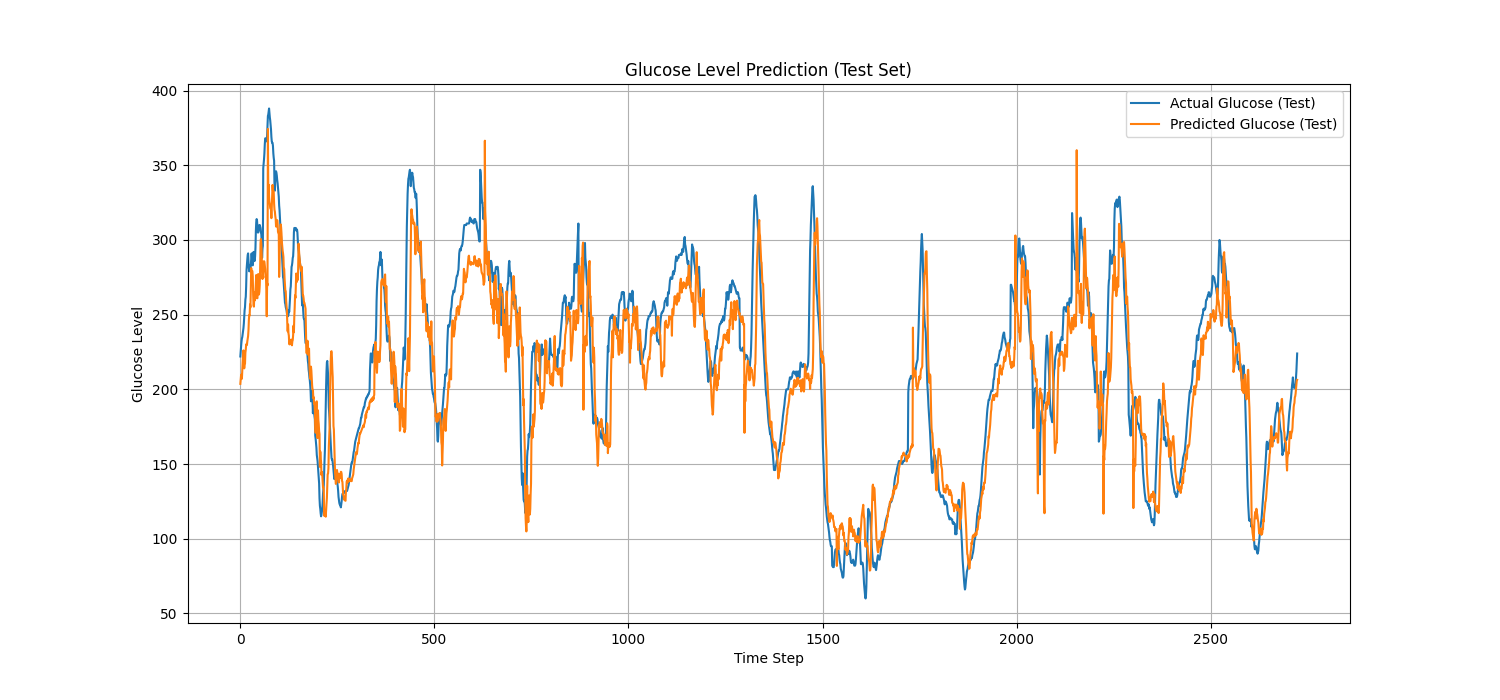 Glucose Level Prediction (Test Set)
Actual Glucose (Test)
Predicted Glucose (Test)
Glucose Level
400
350
300
250
200
150
100
50
0
500
1000
1500
2000
2500
Time Step